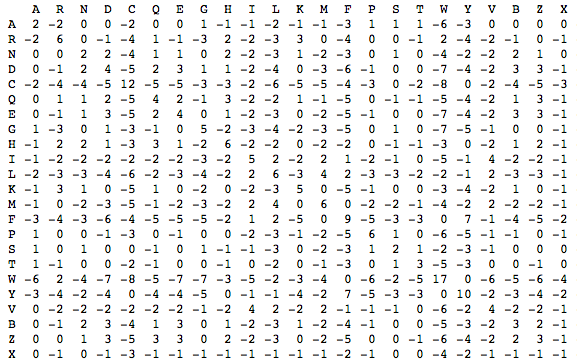 A R N D C Q E G H I L K M F P S T W Y V B Z X
A 2 -2 0 0 -2 0 0 1 -1 -1 -2 -1 -1 -3 1 1 1 -6 -3 0 0 0 0
R -2 6 0 -1 -4 1 -1 -3 2 -2 -3 3 0 -4 0 0 -1 2 -4 -2 -1 0 -1
N 0 0 2 2 -4 1 1 0 2 -2 -3 1 -2 -3 0 1 0 -4 -2 -2 2 1 0
D 0 -1 2 4 -5 2 3 1 1 -2 -4 0 -3 -6 -1 0 0 -7 -4 -2 3 3 -1
C -2 -4 -4 -5 12 -5 -5 -3 -3 -2 -6 -5 -5 -4 -3 0 -2 -8 0 -2 -4 -5 -3
Q 0 1 1 2 -5 4 2 -1 3 -2 -2 1 -1 -5 0 -1 -1 -5 -4 -2 1 3 -1
E 0 -1 1 3 -5 2 4 0 1 -2 -3 0 -2 -5 -1 0 0 -7 -4 -2 3 3 -1
G 1 -3 0 1 -3 -1 0 5 -2 -3 -4 -2 -3 -5 0 1 0 -7 -5 -1 0 0 -1
H -1 2 2 1 -3 3 1 -2 6 -2 -2 0 -2 -2 0 -1 -1 -3 0 -2 1 2 -1
I -1 -2 -2 -2 -2 -2 -2 -3 -2 5 2 -2 2 1 -2 -1 0 -5 -1 4 -2 -2 -1
L -2 -3 -3 -4 -6 -2 -3 -4 -2 2 6 -3 4 2 -3 -3 -2 -2 -1 2 -3 -3 -1
K -1 3 1 0 -5 1 0 -2 0 -2 -3 5 0 -5 -1 0 0 -3 -4 -2 1 0 -1
M -1 0 -2 -3 -5 -1 -2 -3 -2 2 4 0 6 0 -2 -2 -1 -4 -2 2 -2 -2 -1
F -3 -4 -3 -6 -4 -5 -5 -5 -2 1 2 -5 0 9 -5 -3 -3 0 7 -1 -4 -5 -2
P 1 0 0 -1 -3 0 -1 0 0 -2 -3 -1 -2 -5 6 1 0 -6 -5 -1 -1 0 -1
S 1 0 1 0 0 -1 0 1 -1 -1 -3 0 -2 -3 1 2 1 -2 -3 -1 0 0 0
T 1 -1 0 0 -2 -1 0 0 -1 0 -2 0 -1 -3 0 1 3 -5 -3 0 0 -1 0
W -6 2 -4 -7 -8 -5 -7 -7 -3 -5 -2 -3 -4 0 -6 -2 -5 17 0 -6 -5 -6 -4
Y -3 -4 -2 -4 0 -4 -4 -5 0 -1 -1 -4 -2 7 -5 -3 -3 0 10 -2 -3 -4 -2
V 0 -2 -2 -2 -2 -2 -2 -1 -2 4 2 -2 2 -1 -1 -1 0 -6 -2 4 -2 -2 -1
B 0 -1 2 3 -4 1 3 0 1 -2 -3 1 -2 -4 -1 0 0 -5 -3 -2 3 2 -1
Z 0 0 1 3 -5 3 3 0 2 -2 -3 0 -2 -5 0 0 -1 -6 -4 -2 2 3 -1
X 0 -1 0 -1 -3 -1 -1 -1 -1 -1 -1 -1 -1 -2 -1 0 0 -4 -2 -1 -1 -1 -1